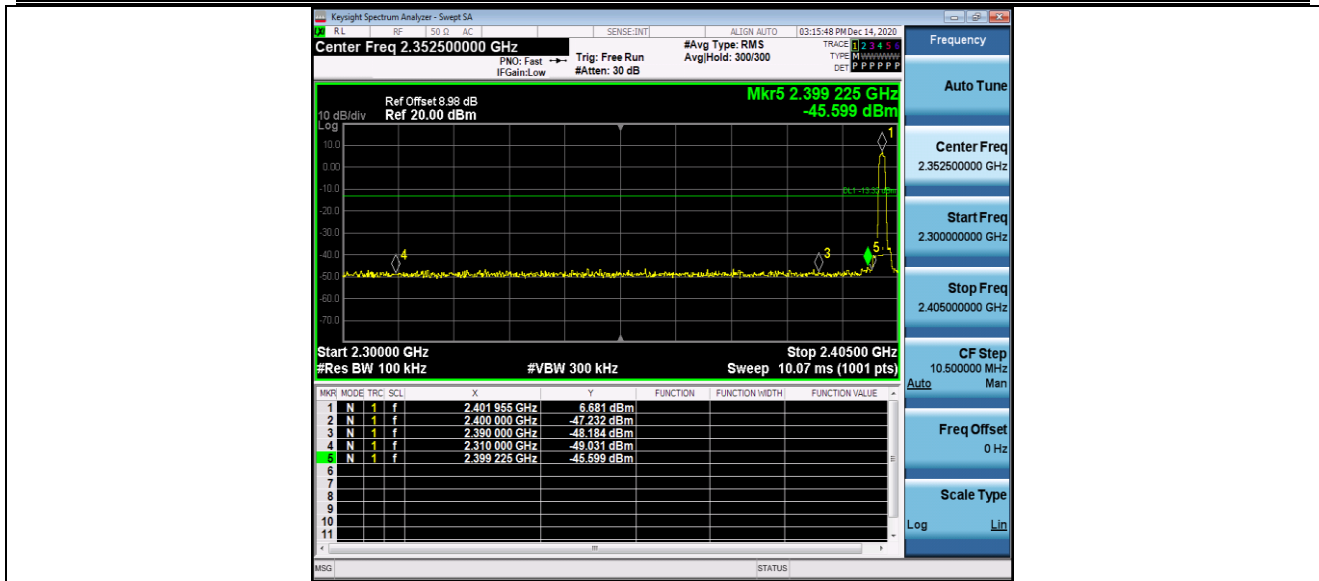 Keysight Spectrum Analyzer - Swept SA
RL RF 50 Ω AC SENSE:INT ALIGN AUTO 03:15:48 PM Dec 14, 2020
Center Freq 2.352500000 GHz
PNO: Fast
IFGain:Low
Trig: Free Run
#Atten: 30 dB
#Avg Type: RMS
Avg|Hold: 300/300
TRACE 1 2 3 4 5 6
TYPE M WWWWW
DET P P P P P P
Mkr5 2.399 225 GHz
-45.599 dBm
Ref Offset 8.98 dB
10 dB/div Ref 20.00 dBm
Log
10.0
0.00
-10.0
-20.0
-30.0
-40.0
-50.0
-60.0
-70.0
DL1 -13.32 dBm
1
4
3
5
Start 2.30000 GHz Stop 2.40500 GHz
#Res BW 100 kHz #VBW 300 kHz Sweep 10.07 ms (1001 pts)
MKR MODE TRC SCL X Y FUNCTION FUNCTION WIDTH FUNCTION VALUE
1 N 1 f 2.401 955 GHz 6.681 dBm
2 N 1 f 2.400 000 GHz -47.232 dBm
3 N 1 f 2.390 000 GHz -48.184 dBm
4 N 1 f 2.310 000 GHz -49.031 dBm
5 N 1 f 2.399 225 GHz -45.599 dBm
6
7
8
9
10
11
MSG STATUS
Frequency
Auto Tune
Center Freq
2.352500000 GHz
Start Freq
2.300000000 GHz
Stop Freq
2.405000000 GHz
CF Step
10.500000 MHz
Auto Man
Freq Offset
0 Hz
Scale Type
Log Lin